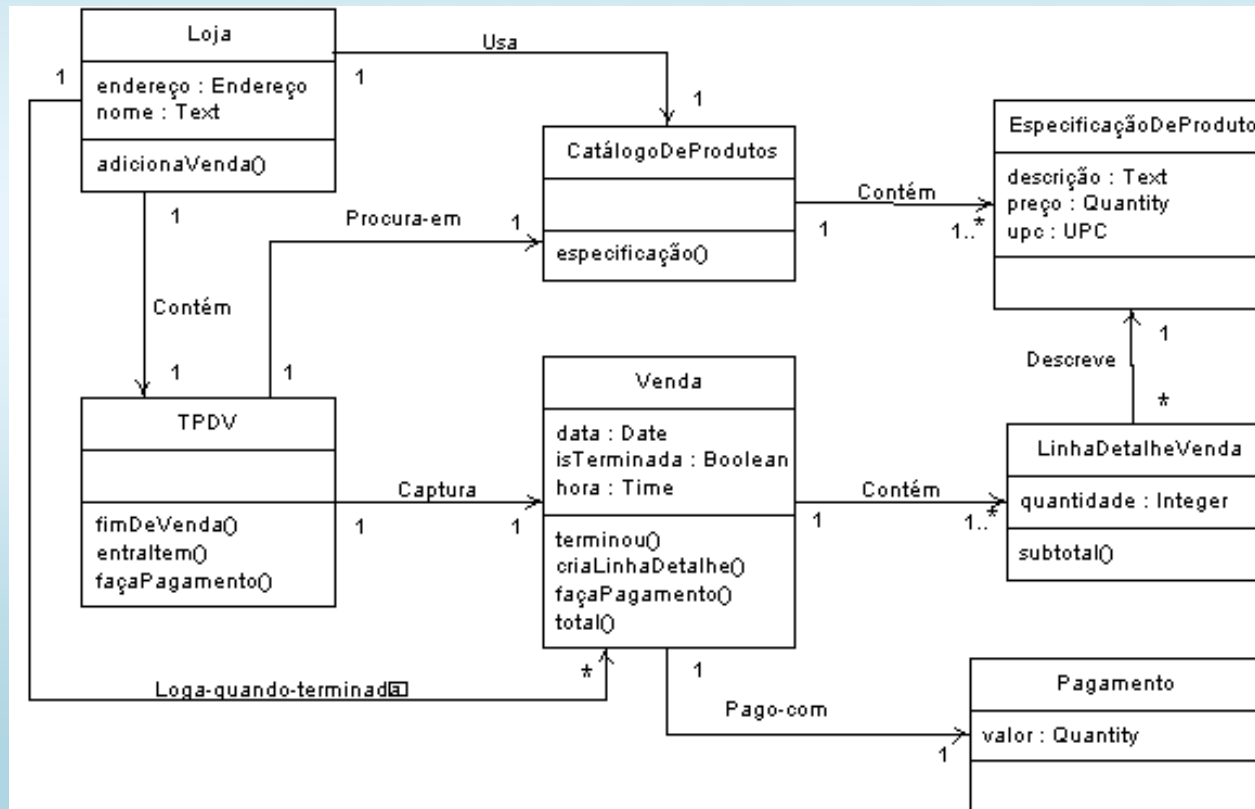 Loja
endereço : Endereço
nome : Text
adicionaVenda()
1
1
Usa
1
CatálogoDeProdutos
especificação()
Contém
1
1..*
EspecificaçãoDeProduto
descrição : Text
preço : Quantity
upc : UPC
1
Contém
1
Procura-em
1
1
TPDV
fimDeVenda()
entraItem()
façaPagamento()
Captura
1
1
Venda
data : Date
isTerminada : Boolean
hora : Time
terminou()
criaLinhaDetalhe()
façaPagamento()
total()
Contém
1
1..*
Descreve
1
*
LinhaDetalheVenda
quantidade : Integer
subtotal()
Loga-quando-terminada
*
1
Pago-com
1
Pagamento
valor : Quantity